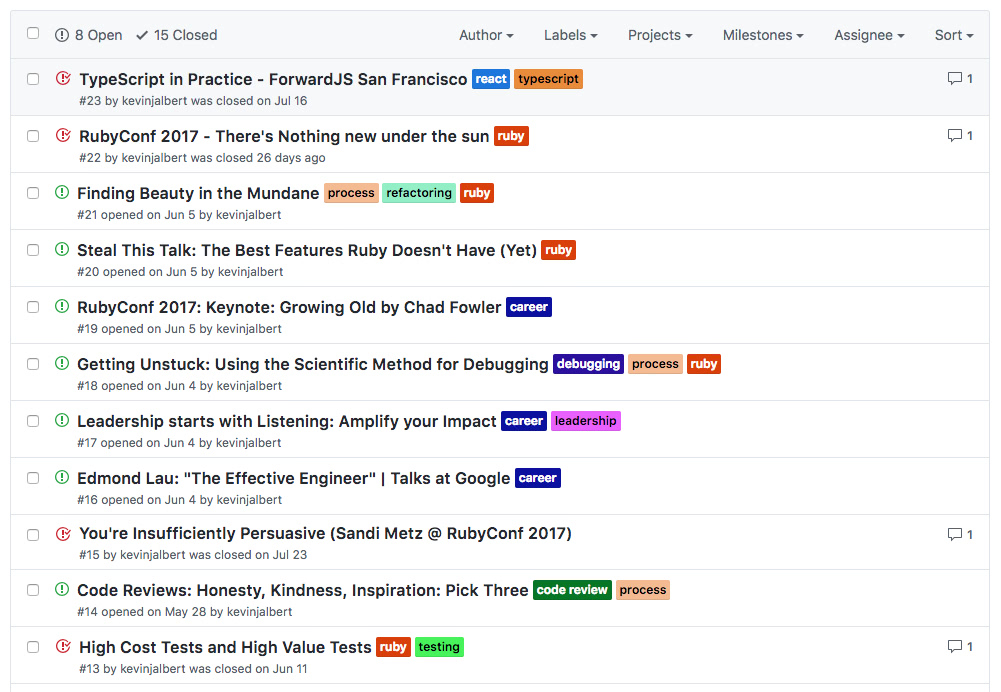 8 Open 15 Closed Author Labels Projects Milestones Assignee Sort
TypeScript in Practice - ForwardJS San Francisco react typescript 1
#23 by kevinjalbert was closed on Jul 16
RubyConf 2017 - There's Nothing new under the sun ruby 1
#22 by kevinjalbert was closed 26 days ago
Finding Beauty in the Mundane process refactoring ruby
#21 opened on Jun 5 by kevinjalbert
Steal This Talk: The Best Features Ruby Doesn't Have (Yet) ruby
#20 opened on Jun 5 by kevinjalbert
RubyConf 2017: Keynote: Growing Old by Chad Fowler career
#19 opened on Jun 5 by kevinjalbert
Getting Unstuck: Using the Scientific Method for Debugging debugging process ruby
#18 opened on Jun 4 by kevinjalbert
Leadership starts with Listening: Amplify your Impact career leadership
#17 opened on Jun 4 by kevinjalbert
Edmond Lau: "The Effective Engineer" | Talks at Google career
#16 opened on Jun 4 by kevinjalbert
You're Insufficiently Persuasive (Sandi Metz @ RubyConf 2017) 1
#15 by kevinjalbert was closed on Jul 23
Code Reviews: Honesty, Kindness, Inspiration: Pick Three code review process
#14 opened on May 28 by kevinjalbert
High Cost Tests and High Value Tests ruby testing 1
#13 by kevinjalbert was closed on Jun 11